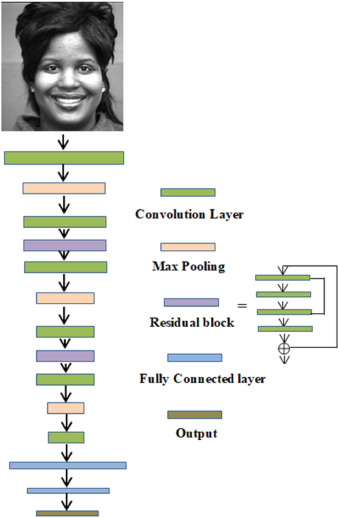 Convolution Layer
Max Pooling
Residual block
=
Fully Connected layer
Output